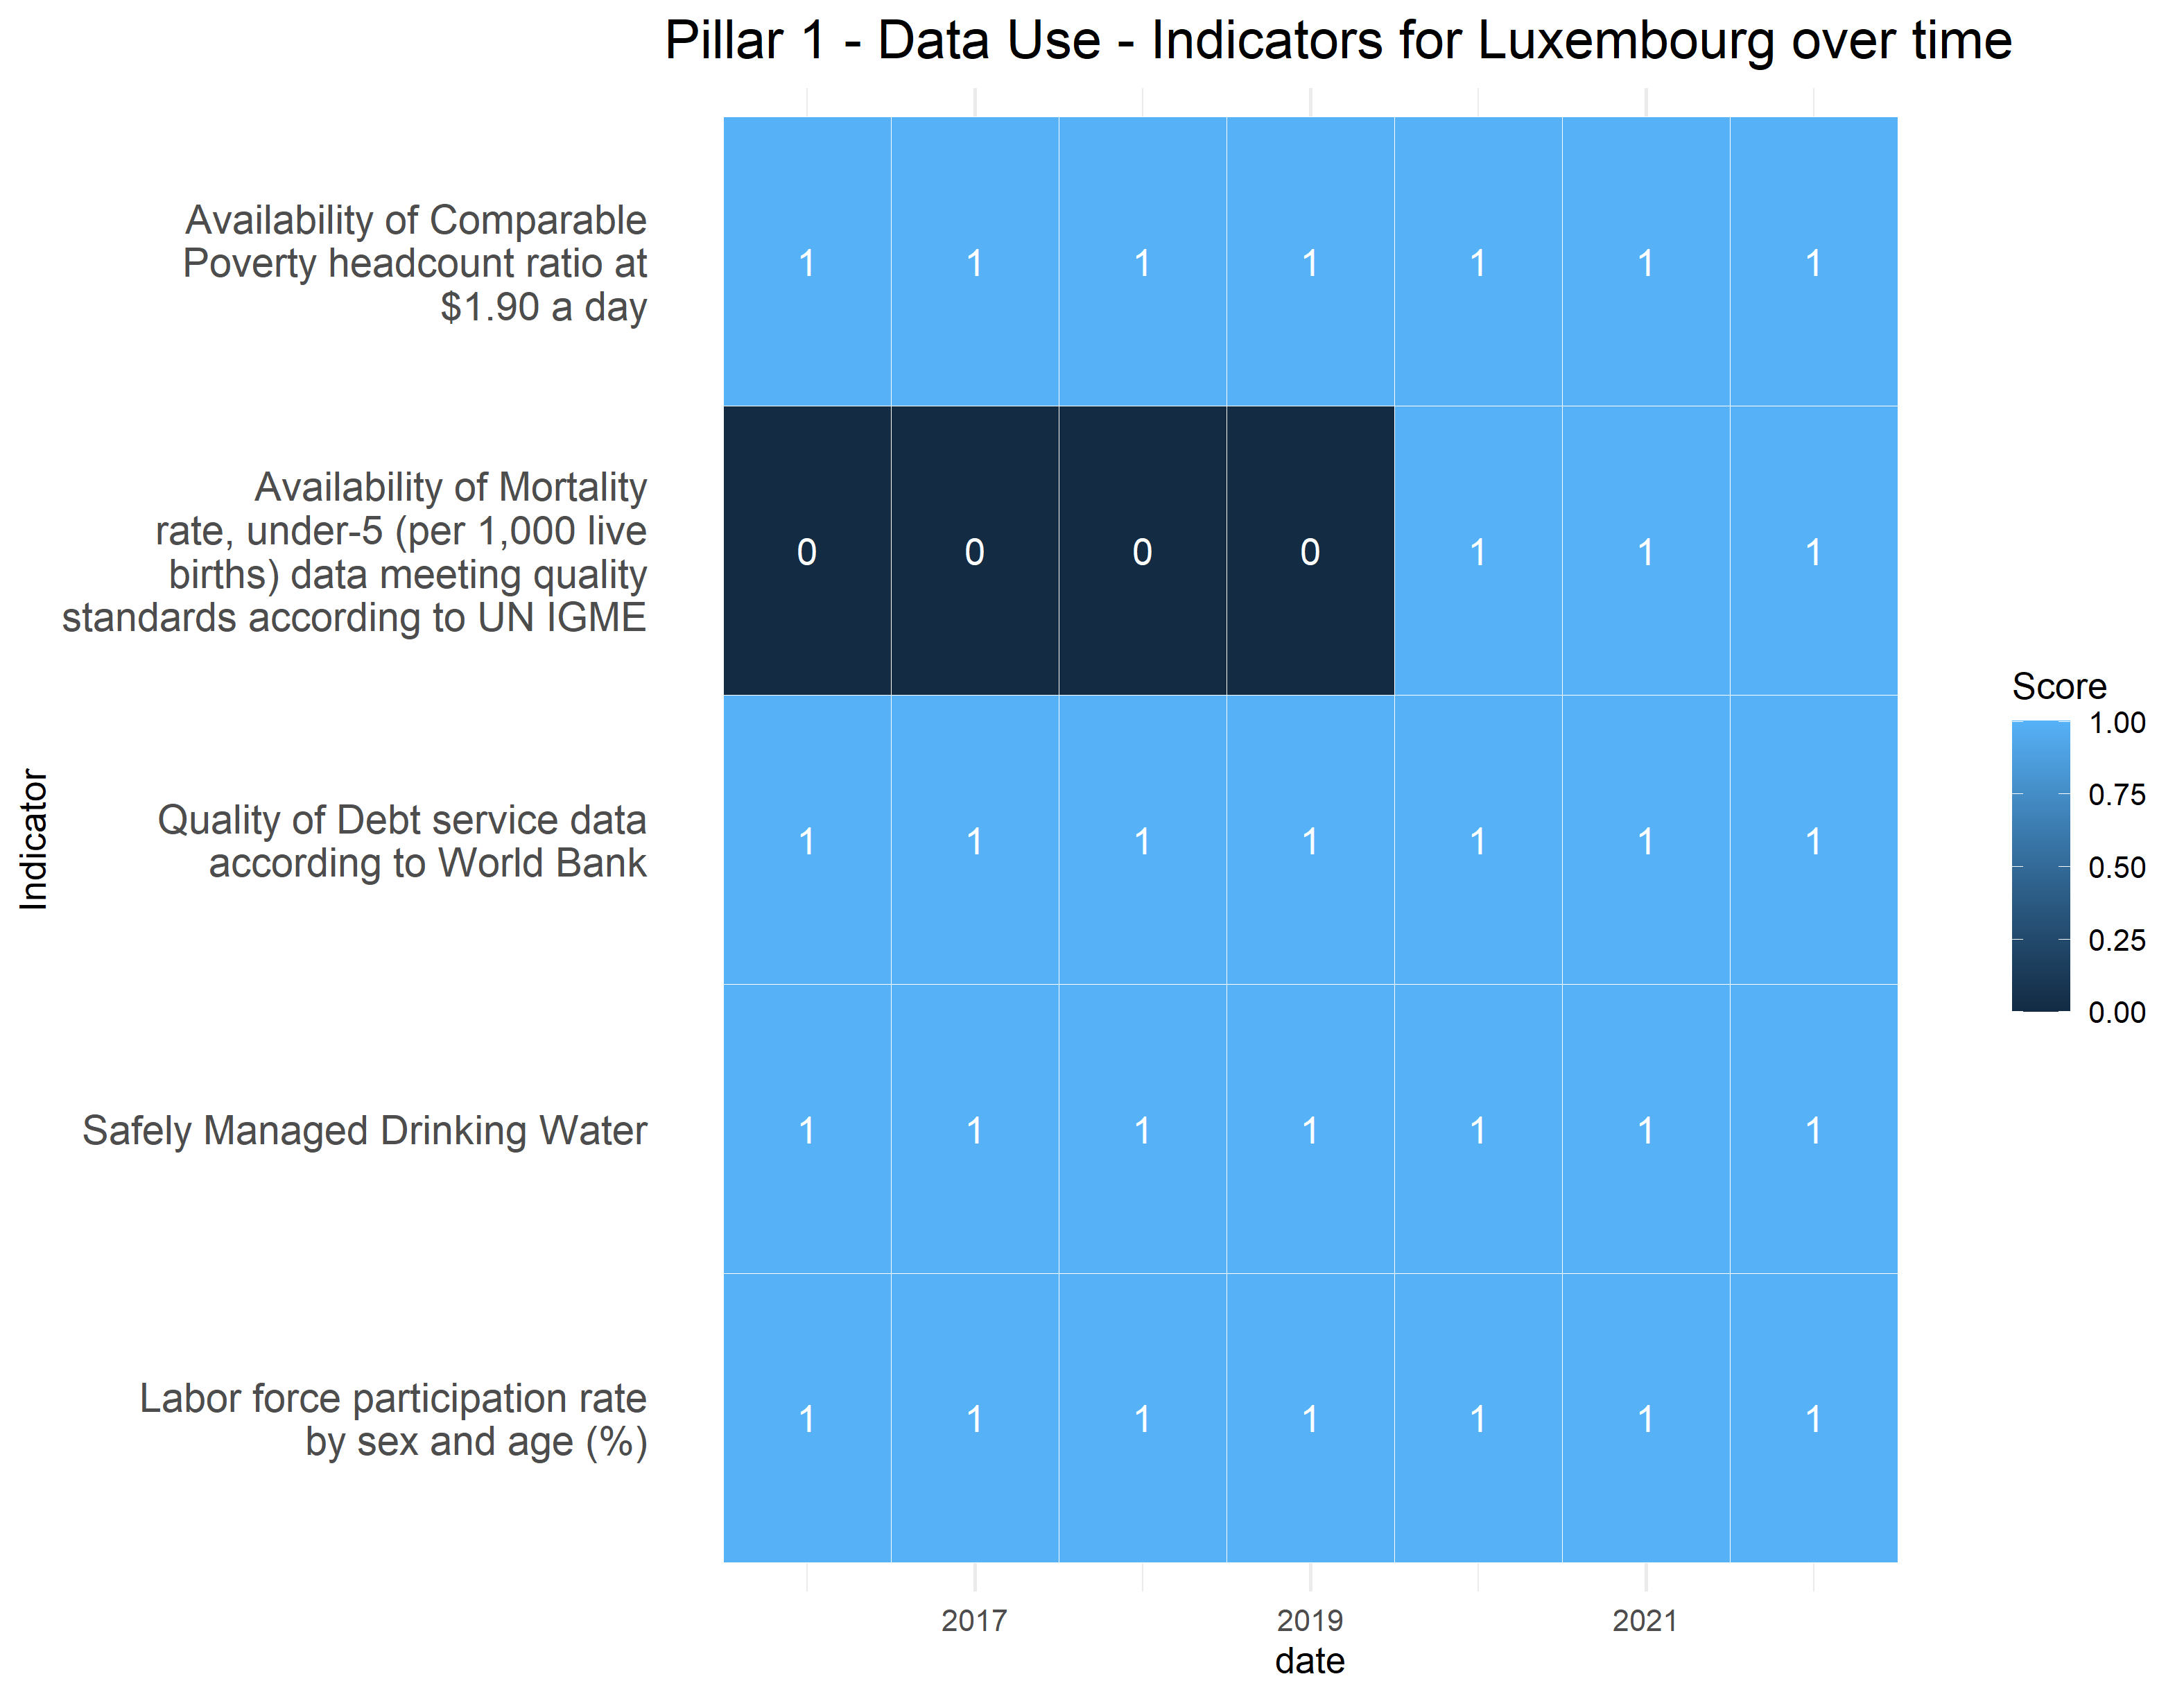 Pillar 1 - Data Use - Indicators for Luxembourg over time
Indicator
Availability of Comparable
Poverty headcount ratio at
$1.90 a day
1 1 1 1 1 1 1
Availability of Mortality
rate, under-5 (per 1,000 live
births) data meeting quality
standards according to UN IGME
0 0 0 0 1 1 1
Quality of Debt service data
according to World Bank
1 1 1 1 1 1 1
Safely Managed Drinking Water
1 1 1 1 1 1 1
Labor force participation rate
by sex and age (%)
1 1 1 1 1 1 1
2017 2019 2021
date
Score
1.00
0.75
0.50
0.25
0.00